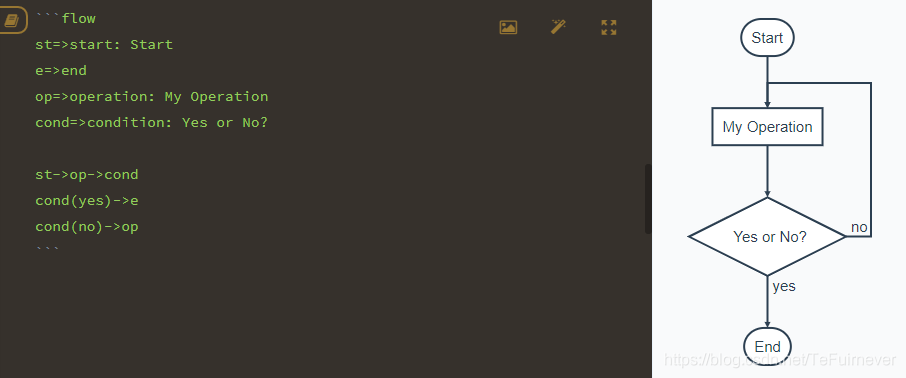 ```flow
st=>start: Start
e=>end
op=>operation: My Operation
cond=>condition: Yes or No?
st->op->cond
cond(yes)->e
cond(no)->op
```
Start
My Operation
Yes or No?
no
yes
End
https://blog.csdn.net/TeFuirnever